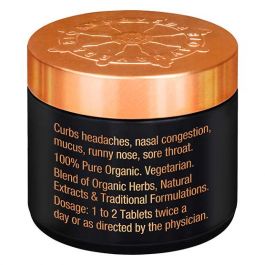 Curbs headaches, nasal congestion,
mucus, runny nose, sore throat.
100% Pure Organic. Vegetarian.
Blend of Organic Herbs, Natural
Extracts & Traditional Formulations.
Dosage: 1 to 2 Tablets twice a
day or as directed by the physician.